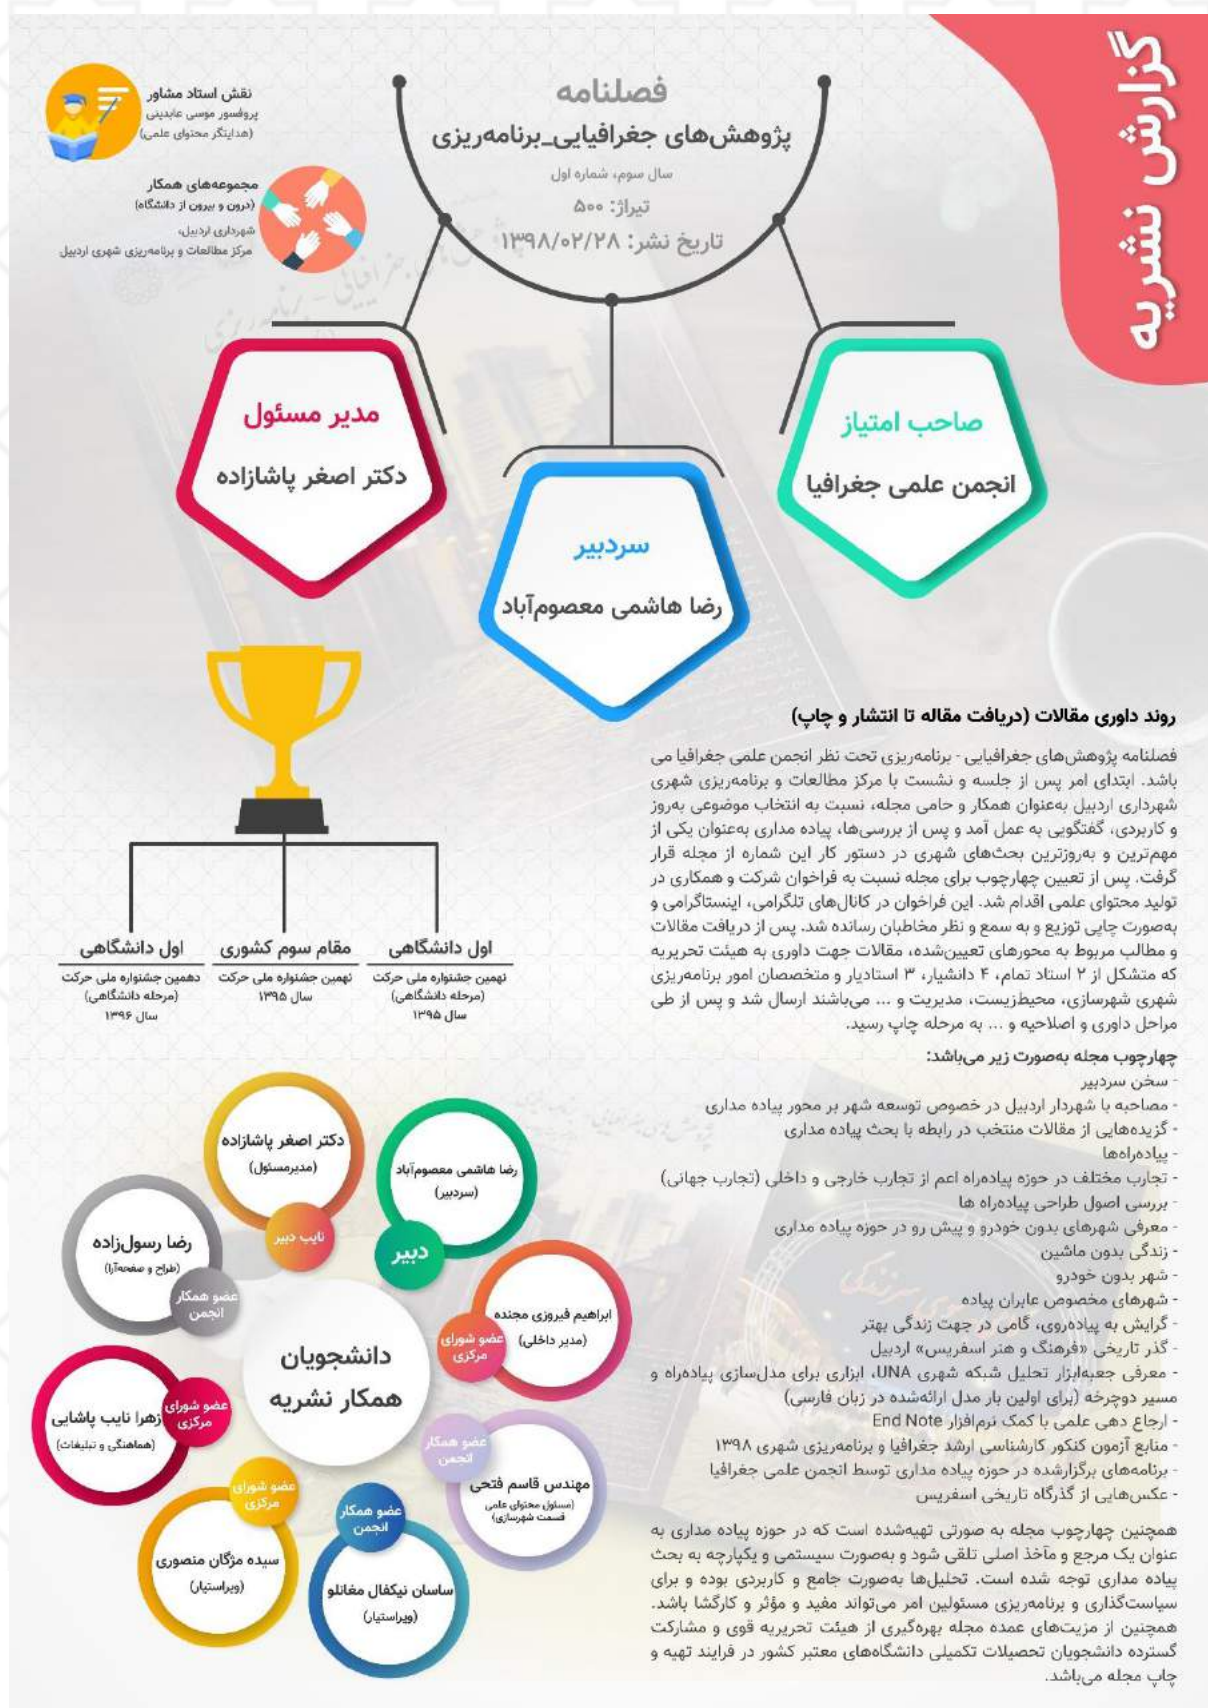 گزارش نشریه
فصلنامه
پژوهش‌های جغرافیایی_برنامه‌ریزی
سال سوم، شماره اول
تیراژ: ۵۰۰
تاریخ نشر: ۱۳۹۸/۰۲/۲۸
نقش استاد مشاور
پروفسور موسی عابدینی
(هدایتگر محتوای علمی)
مجموعه‌های همکار
(درون و بیرون از دانشگاه)
شهرداری اردبیل،
مرکز مطالعات و برنامه‌ریزی شهری اردبیل
صاحب امتیاز
انجمن علمی جغرافیا
سردبیر
رضا هاشمی معصوم‌آباد
مدیر مسئول
دکتر اصغر پاشازاده
روند داوری مقالات (دریافت مقاله تا انتشار و چاپ)
فصلنامه پژوهش‌های جغرافیایی - برنامه‌ریزی تحت نظر انجمن علمی جغرافیا می
باشد. ابتدای امر پس از جلسه و نشست با مرکز مطالعات و برنامه‌ریزی شهری
شهرداری اردبیل به‌عنوان همکار و حامی مجله، نسبت به انتخاب موضوعی به‌روز
و کاربردی، گفتگویی به عمل آمد و پس از بررسی‌ها، پیاده مداری به‌عنوان یکی از
مهم‌ترین و به‌روزترین بحث‌های شهری در دستور کار این شماره از مجله قرار
گرفت. پس از تعیین چهارچوب برای مجله نسبت به فراخوان شرکت و همکاری در
تولید محتوای علمی اقدام شد. این فراخوان در کانال‌های تلگرامی، اینستاگرامی و
به‌صورت چاپی توزیع و به سمع و نظر مخاطبان رسانده شد. پس از دریافت مقالات
و مطالب مربوط به محورهای تعیین‌شده، مقالات جهت داوری به هیئت تحریریه
که متشکل از ۲ استاد تمام، ۴ دانشیار، ۳ استادیار و متخصصان امور برنامه‌ریزی
شهری شهرسازی، محیط‌زیست، مدیریت و ... می‌باشند ارسال شد و پس از طی
مراحل داوری و اصلاحیه و ... به مرحله چاپ رسید.
چهارچوب مجله به‌صورت زیر می‌باشد:
- سخن سردبیر
- مصاحبه با شهردار اردبیل در خصوص توسعه شهر بر محور پیاده مداری
- گزیده‌هایی از مقالات منتخب در رابطه با بحث پیاده مداری
- پیاده‌راه‌ها
- تجارب مختلف در حوزه پیاده‌راه اعم از تجارب خارجی و داخلی (تجارب جهانی)
- بررسی اصول طراحی پیاده‌راه ها
- معرفی شهرهای بدون خودرو و پیش رو در حوزه پیاده مداری
- زندگی بدون ماشین
- شهر بدون خودرو
- شهرهای مخصوص عابران پیاده
- گرایش به پیاده‌روی، گامی در جهت زندگی بهتر
- گذر تاریخی «فرهنگ و هنر اسفریس» اردبیل
- معرفی جعبه‌ابزار تحلیل شبکه شهری UNA، ابزاری برای مدل‌سازی پیاده‌راه و
مسیر دوچرخه (برای اولین بار مدل ارائه‌شده در زبان فارسی)
- ارجاع دهی علمی با کمک نرم‌افزار End Note
- منابع آزمون کنکور کارشناسی ارشد جغرافیا و برنامه‌ریزی شهری ۱۳۹۸
- برنامه‌های برگزارشده در حوزه پیاده مداری توسط انجمن علمی جغرافیا
- عکس‌هایی از گذرگاه تاریخی اسفریس
همچنین چهارچوب مجله به صورتی تهیه‌شده است که در حوزه پیاده مداری به
عنوان یک مرجع و مآخذ اصلی تلقی شود و به‌صورت سیستمی و یکپارچه به بحث
پیاده مداری توجه شده است. تحلیل‌ها به‌صورت جامع و کاربردی بوده و برای
سیاست‌گذاری و برنامه‌ریزی مسئولین امر می‌تواند مفید و مؤثر و کارگشا باشد.
همچنین از مزیت‌های عمده مجله بهره‌گیری از هیئت تحریریه قوی و مشارکت
گسترده دانشجویان تحصیلات تکمیلی دانشگاه‌های معتبر کشور در فرایند تهیه و
چاپ مجله می‌باشد.
اول دانشگاهی
نهمین جشنواره ملی حرکت
(مرحله دانشگاهی)
سال ۱۳۹۵
مقام سوم کشوری
نهمین جشنواره ملی حرکت
سال ۱۳۹۵
اول دانشگاهی
دهمین جشنواره ملی حرکت
(مرحله دانشگاهی)
سال ۱۳۹۶
دانشجویان
همکار نشریه
رضا هاشمی معصوم‌آباد
(سردبیر)
دبیر
دکتر اصغر پاشازاده
(مدیرمسئول)
نایب دبیر
رضا رسول‌زاده
(طراح و صفحه‌آرا)
عضو همکار
انجمن
ابراهیم فیروزی مجنده
(مدیر داخلی)
عضو شورای
مرکزی
زهرا نایب پاشایی
(هماهنگی و تبلیغات)
عضو شورای
مرکزی
مهندس قاسم فتحی
(مسئول محتوای علمی
قسمت شهرسازی)
عضو همکار
انجمن
سیده مژگان منصوری
(ویراستیار)
عضو شورای
مرکزی
ساسان نیکفال مغانلو
(ویراستیار)
عضو همکار
انجمن